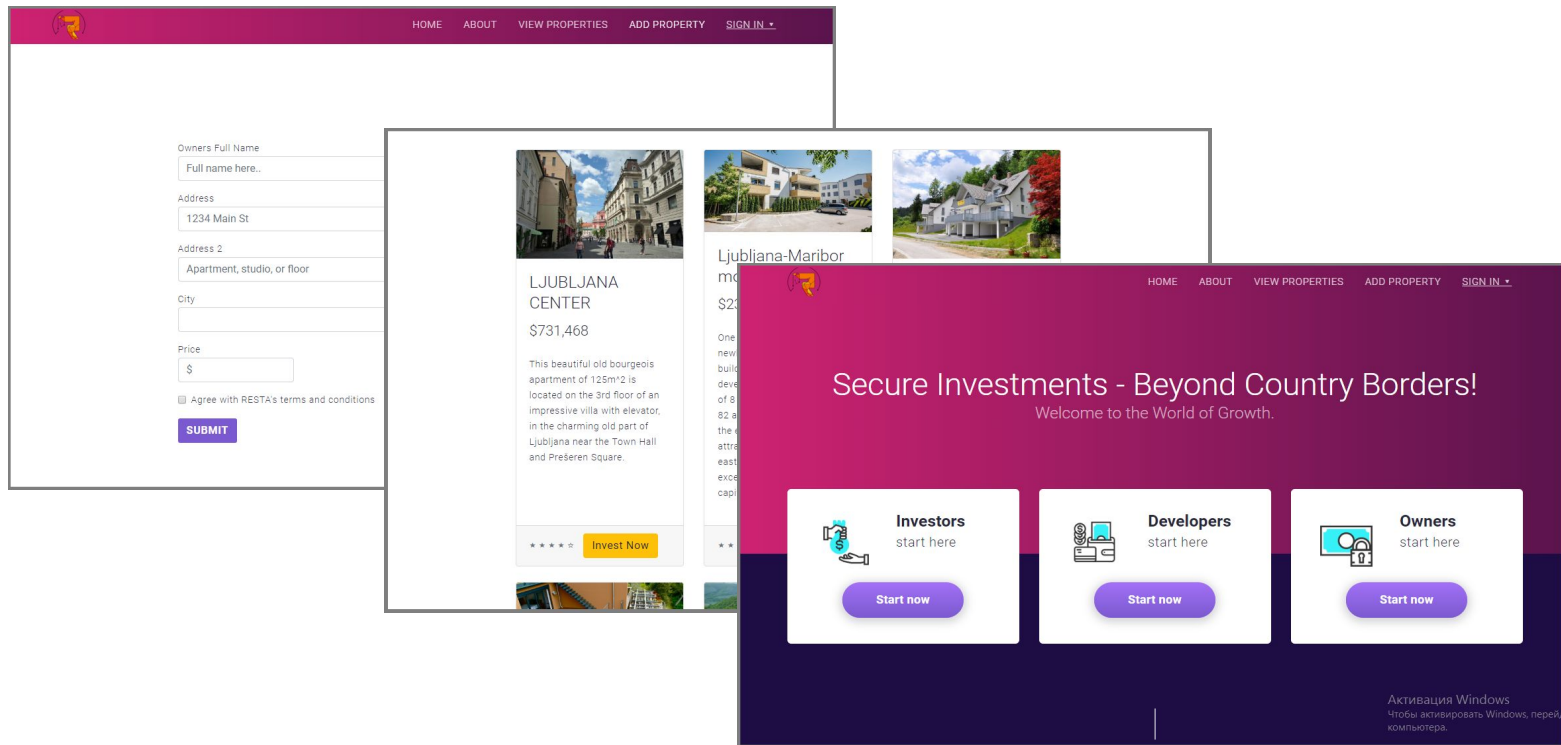 HOME ABOUT VIEW PROPERTIES ADD PROPERTY SIGN IN
Owners Full Name
Full name here..
Address
1234 Main St
Address 2
Apartment, studio, or floor
City
Price
$
Agree with RESTA's terms and conditions
SUBMIT
LJUBLJANA
CENTER
$731,468
This beautiful old bourgeois
apartment of 125m^2 is
located on the 3rd floor of an
impressive villa with elevator,
in the charming old part of
Ljubljana near the Town Hall
and Prešeren Square.
★ ★ ★ ★ ☆ Invest Now
Ljubljana-Maribor
$23
One
of 8
82 a
HOME ABOUT VIEW PROPERTIES ADD PROPERTY SIGN IN
Secure Investments - Beyond Country Borders!
Welcome to the World of Growth.
Investors
start here
Start now
Developers
start here
Start now
Owners
start here
Start now
Активация Windows
Чтобы активировать Windows, перей
компьютера.